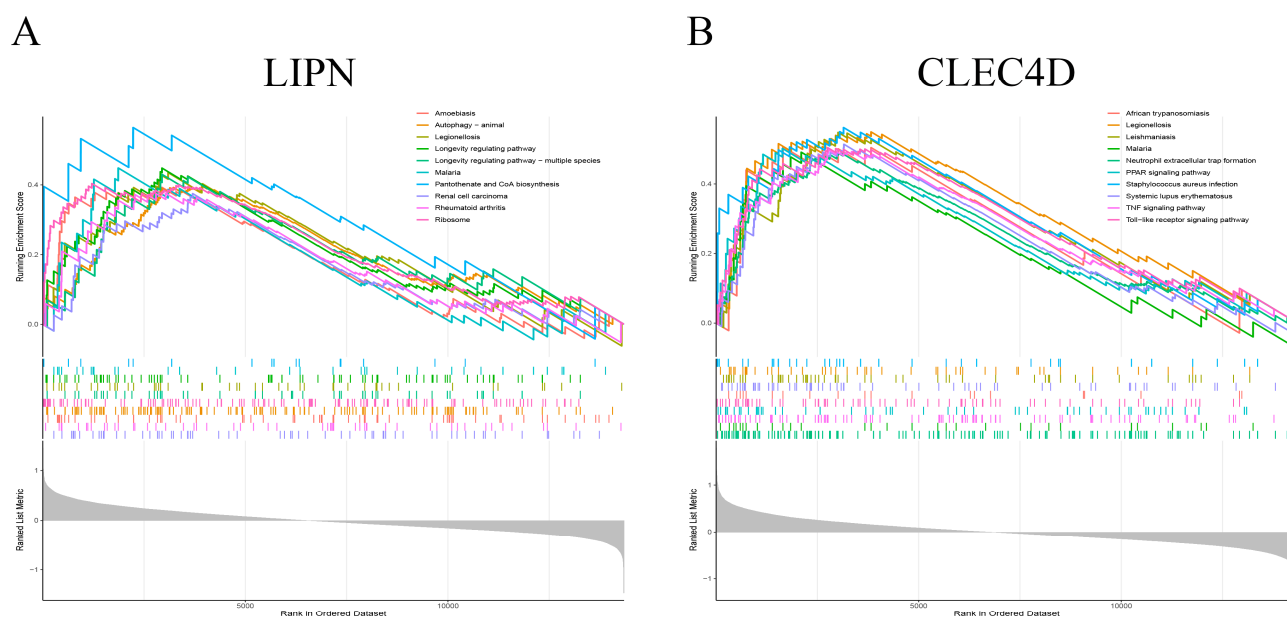 A
LIPN
Amoebiasis
Autophagy − animal
Legionellosis
Longevity regulating pathway
Longevity regulating pathway − multiple species
Malaria
Pantothenate and CoA biosynthesis
Renal cell carcinoma
Rheumatoid arthritis
Ribosome
Running Enrichment Score
0.4
0.2
0.0
Ranked List Metric
1
0
−1
5000
10000
Rank in Ordered Dataset
B
CLEC4D
African trypanosomiasis
Legionellosis
Leishmaniasis
Malaria
Neutrophil extracellular trap formation
PPAR signaling pathway
Staphylococcus aureus infection
Systemic lupus erythematosus
TNF signaling pathway
Toll−like receptor signaling pathway
Running Enrichment Score
0.4
0.2
0.0
Ranked List Metric
1
0
−1
5000
10000
Rank in Ordered Dataset